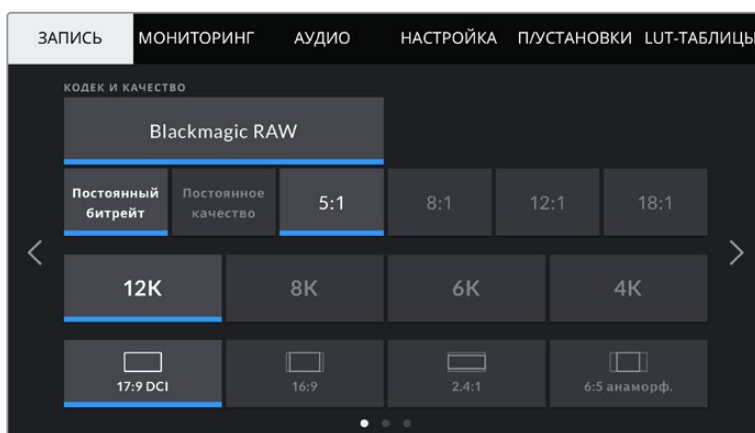 ЗАПИСЬ МОНИТОРИНГ АУДИО НАСТРОЙКА П/УСТАНОВКИ LUT-ТАБЛИЦЫ
КОДЕК И КАЧЕСТВО
Blackmagic RAW
Постоянный битрейт Постоянное качество 5:1 8:1 12:1 18:1
12K 8K 6K 4K
17:9 DCI 16:9 2.4:1 6:5 анаморф.